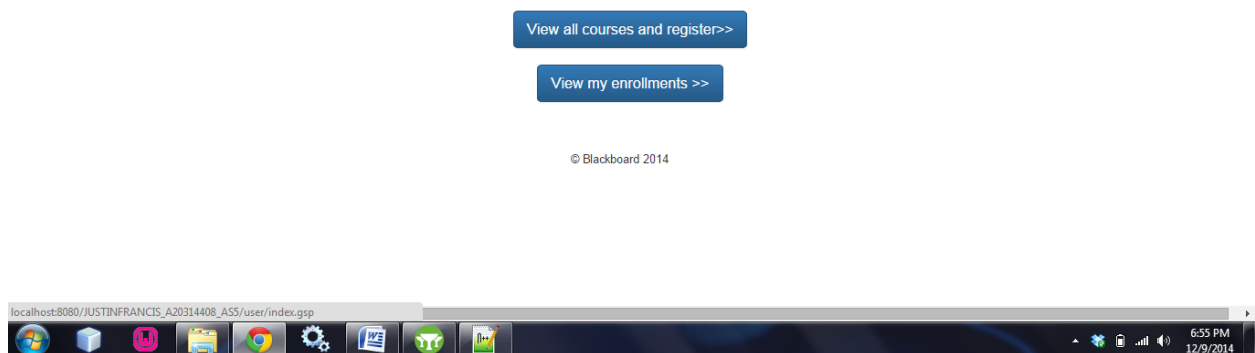 View all courses and register>>
View my enrollments >>
© Blackboard 2014
localhost:8080/JUSTINFRANCIS_A20314408_AS5/user/index.gsp
6:55 PM
12/9/2014